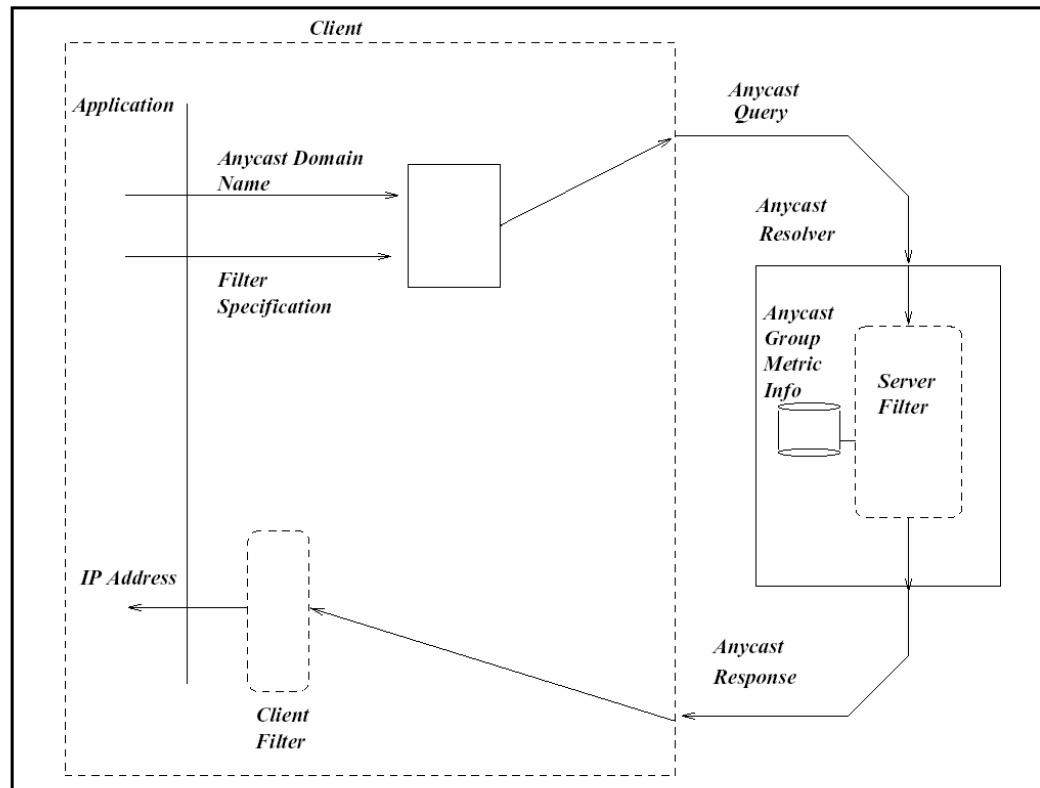 Client
Application
Anycast Domain
Name
Filter
Specification
Anycast
Query
Anycast
Resolver
Anycast
Group
Metric
Info
Server
Filter
IP Address
Client
Filter
Anycast
Response